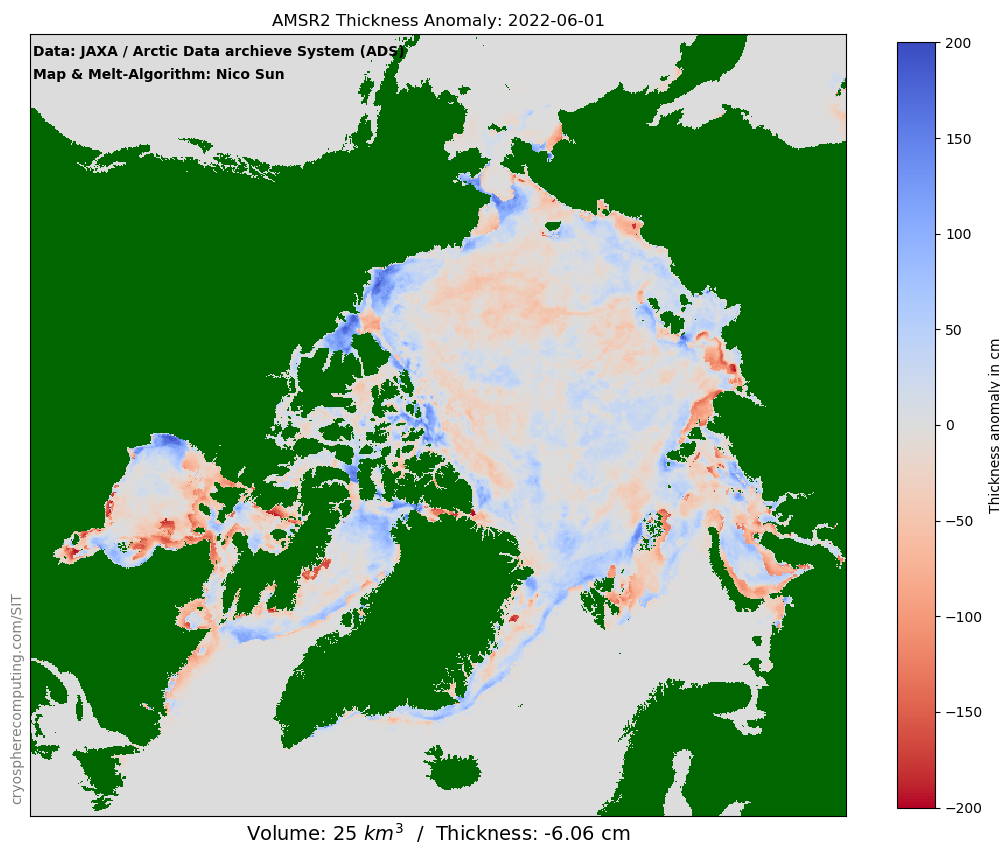 AMSR2 Thickness Anomaly: 2022-06-01
Data: JAXA / Arctic Data archieve System (ADS)
Map & Melt-Algorithm: Nico Sun
200
150
100
50
0
−50
−100
−150
−200
Thickness anomaly in cm
cryospherecomputing.com/SIT
Volume: 25 km³ / Thickness: -6.06 cm